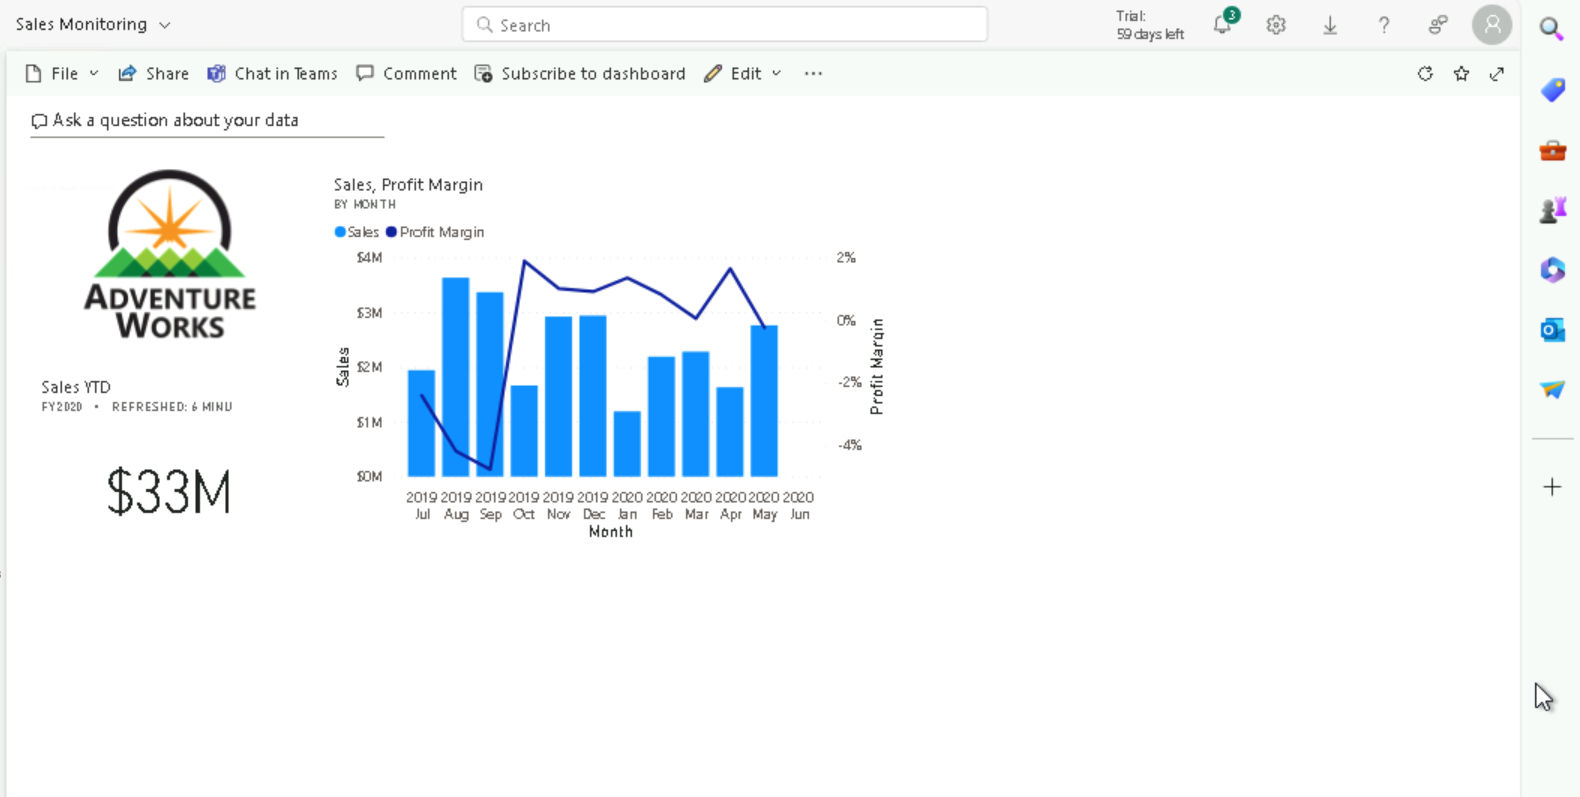 Sales Monitoring
Search
Trial:
59 days left
3
File
Share
Chat in Teams
Comment
Subscribe to dashboard
Edit
Ask a question about your data
ADVENTURE
WORKS
Sales YTD
FY2020 • REFRESHED: 6 MINU
$33M
Sales, Profit Margin
BY MONTH
Sales Profit Margin
$4M
$3M
$2M
$1M
$0M
Sales
2%
0%
-2%
-4%
Profit Margin
2019 2019 2019 2019 2019 2019 2020 2020 2020 2020 2020 2020
Jul Aug Sep Oct Nov Dec Jan Feb Mar Apr May Jun
Month